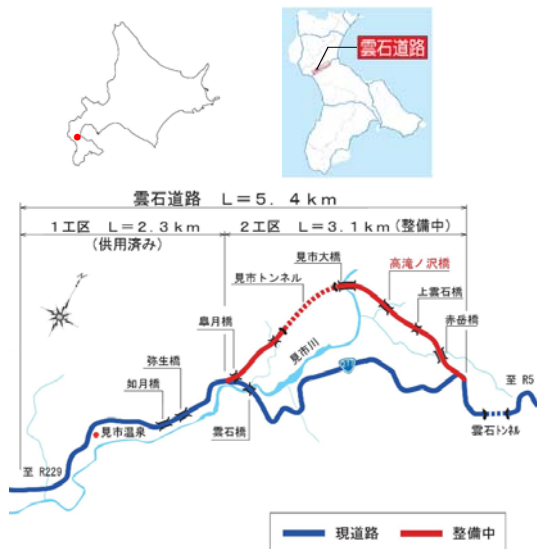 雲石道路
雲石道路 L=5.4km
1工区 L=2.3km
(供用済み)
2工区 L=3.1km(整備中)
見市大橋
高滝ノ沢橋
見市トンネル
上雲石橋
赤岳橋
皐月橋
見市川
弥生橋
277
如月橋
至 R5
見市温泉
雲石橋
雲石トンネル
至 R229
現道路
整備中